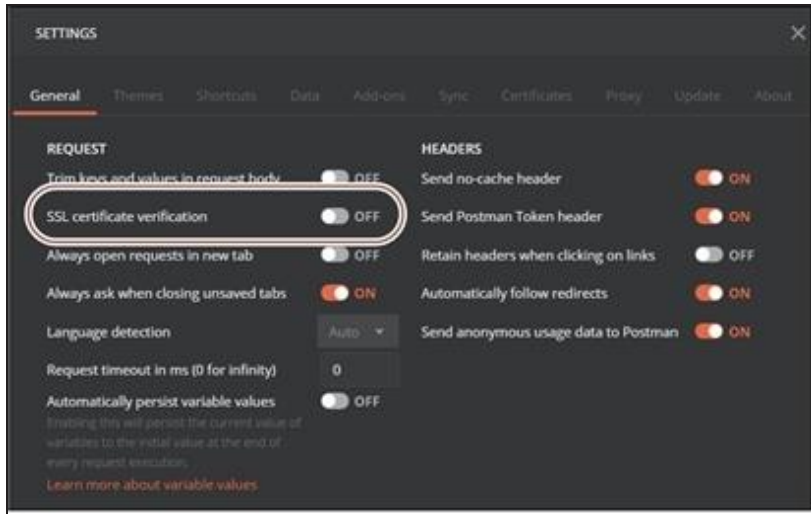 SETTINGS
General Themes Shortcuts Data Add-ons Sync Certificates Proxy Update About
REQUEST
Trim keys and values in request body OFF
SSL certificate verification OFF
Always open requests in new tab OFF
Always ask when closing unsaved tabs ON
Language detection Auto
Request timeout in ms (0 for infinity) 0
Automatically persist variable values OFF
Enabling this will persist the current value of
variables to the initial value at the end of
every request execution.
Learn more about variable values
HEADERS
Send no-cache header ON
Send Postman Token header ON
Retain headers when clicking on links OFF
Automatically follow redirects ON
Send anonymous usage data to Postman ON